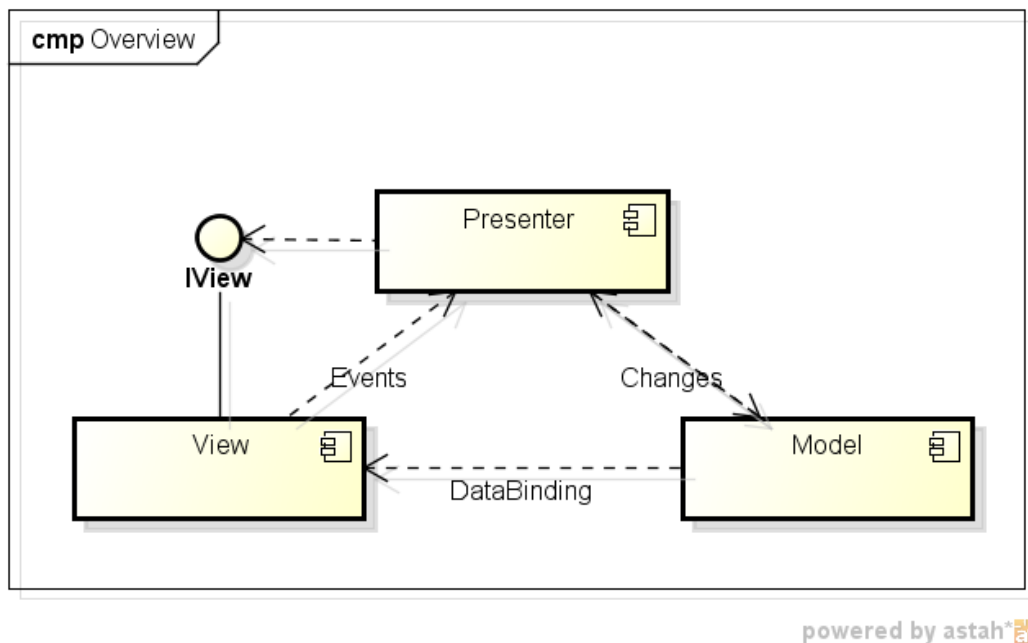 cmp Overview
Presenter
IView
Events
Changes
View
Model
DataBinding
powered by astah*